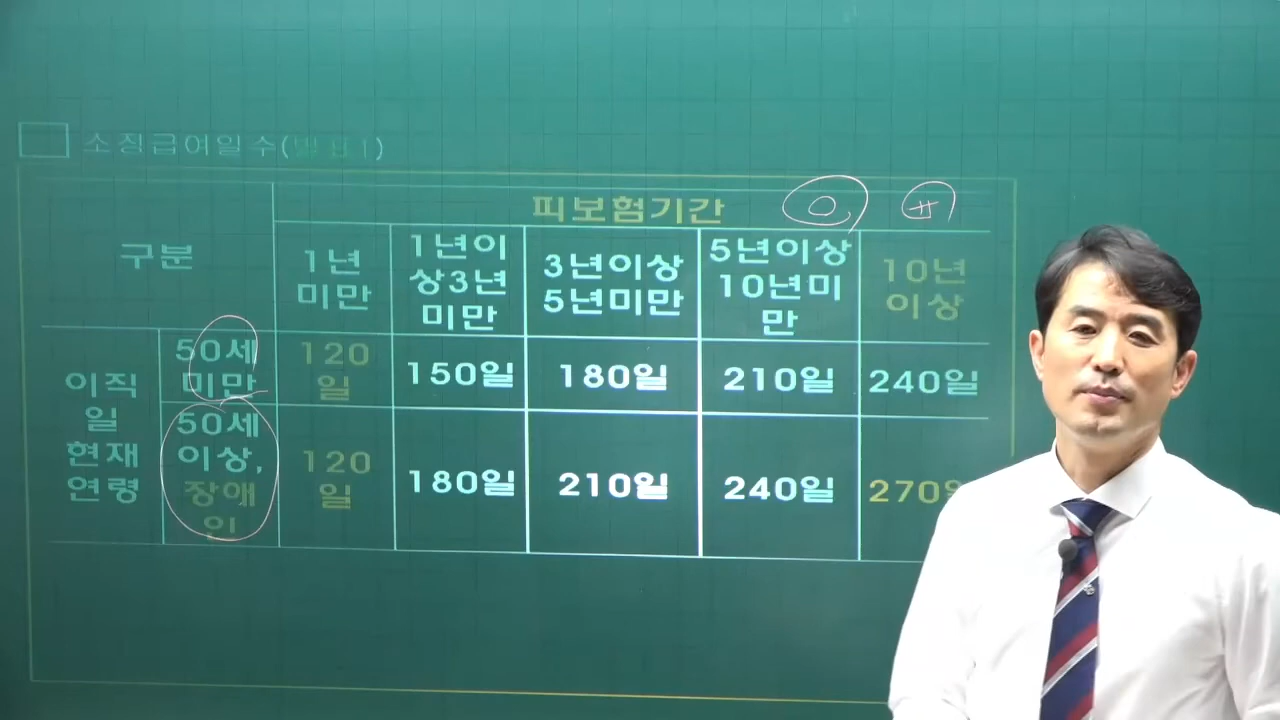 소정급여일수(별표1)
구분
피보험기간
1년
미만
1년이
상3년
미만
3년이상
5년미만
5년이상
10년미
만
10년
이상
이직
일
현재
연령
50세
미만
120
일
150일
180일
210일
240일
50세
이상,
장애
인
120
일
180일
210일
240일
270일